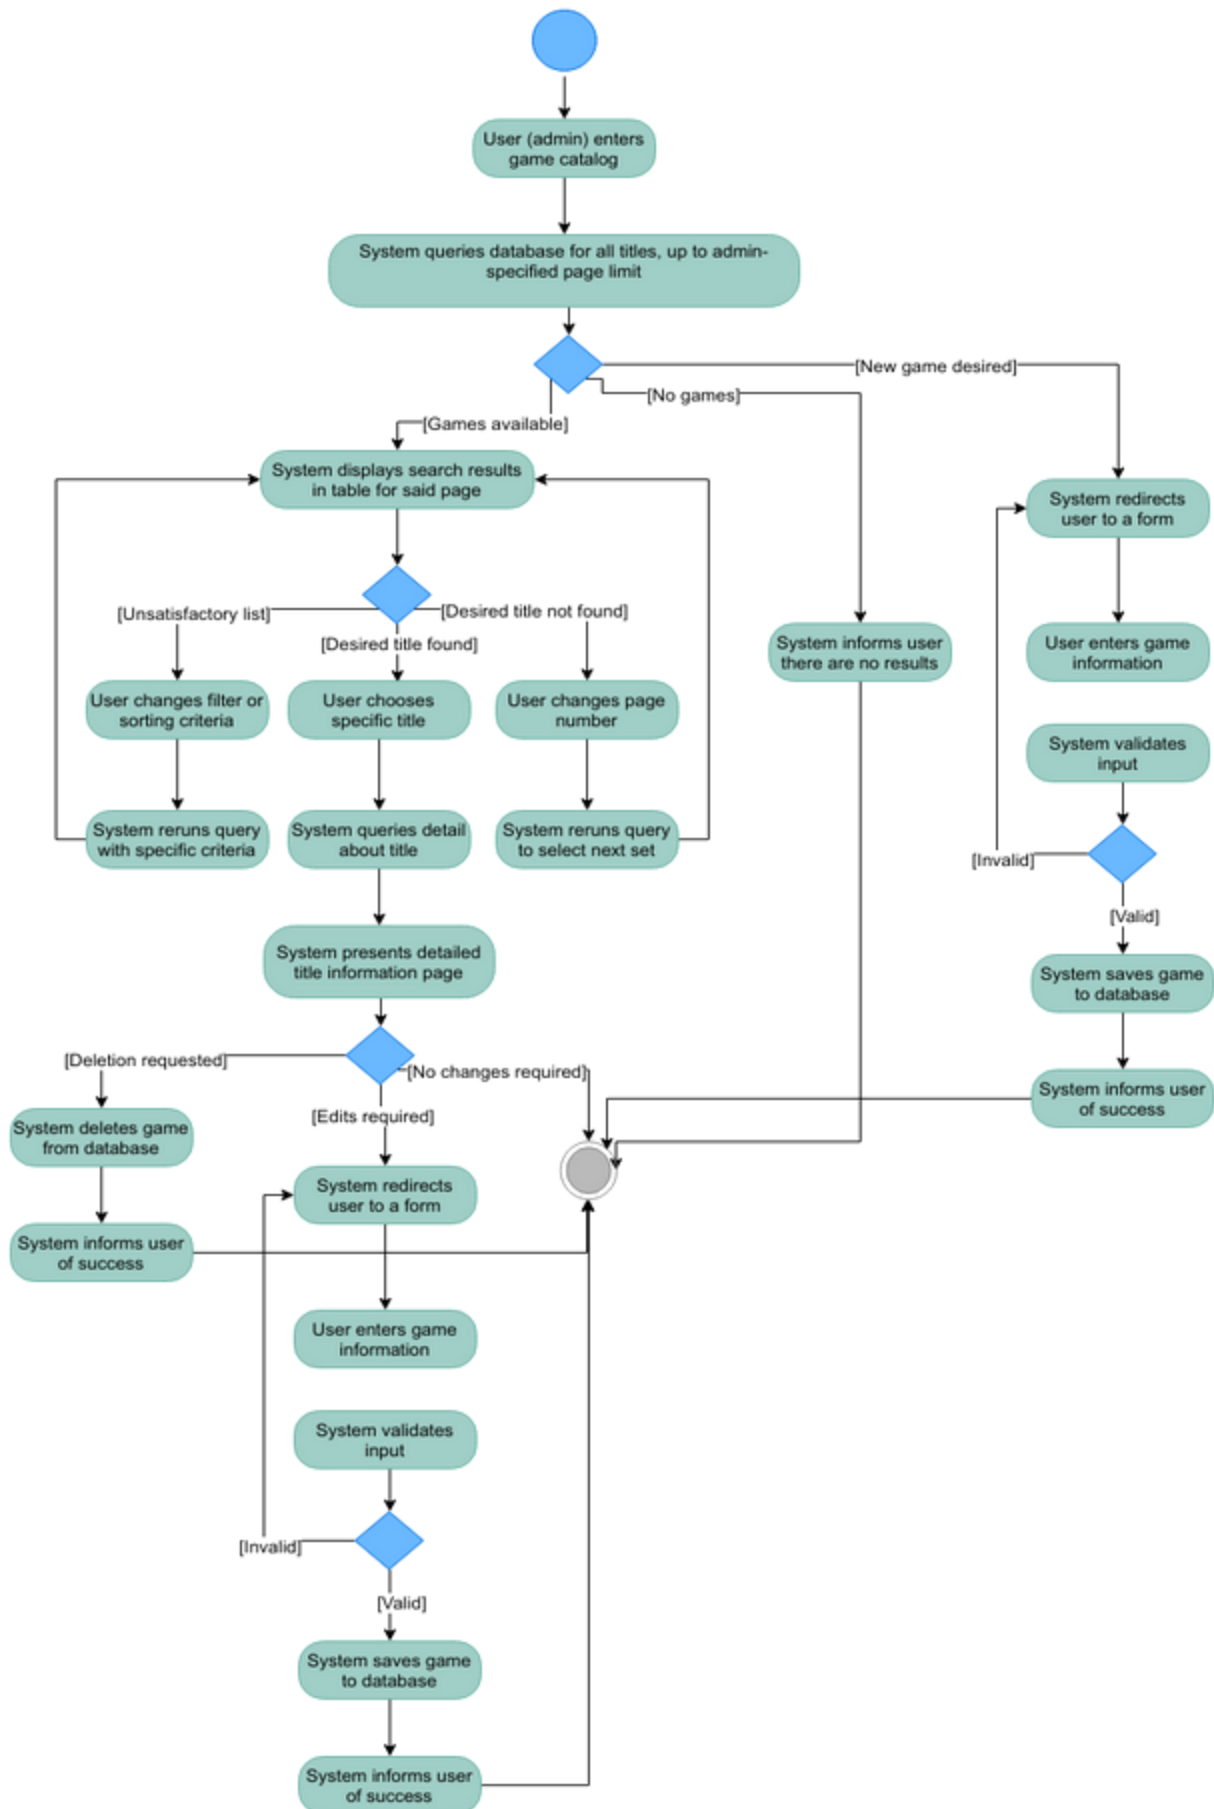 User (admin) enters
game catalog
System queries database for all titles, up to admin-
specified page limit
[New game desired]
[No games]
[Games available]
System displays search results
in table for said page
System redirects
user to a form
[Unsatisfactory list]
[Desired title not found]
[Desired title found]
System informs user
there are no results
User enters game
information
User changes filter or
sorting criteria
User chooses
specific title
User changes page
number
System validates
input
System reruns query
with specific criteria
System queries detail
about title
System reruns query
to select next set
[Invalid]
[Valid]
System presents detailed
title information page
System saves game
to database
[Deletion requested]
[No changes required]
[Edits required]
System informs user
of success
System deletes game
from database
System redirects
user to a form
System informs user
of success
User enters game
information
System validates
input
[Invalid]
[Valid]
System saves game
to database
System informs user
of success